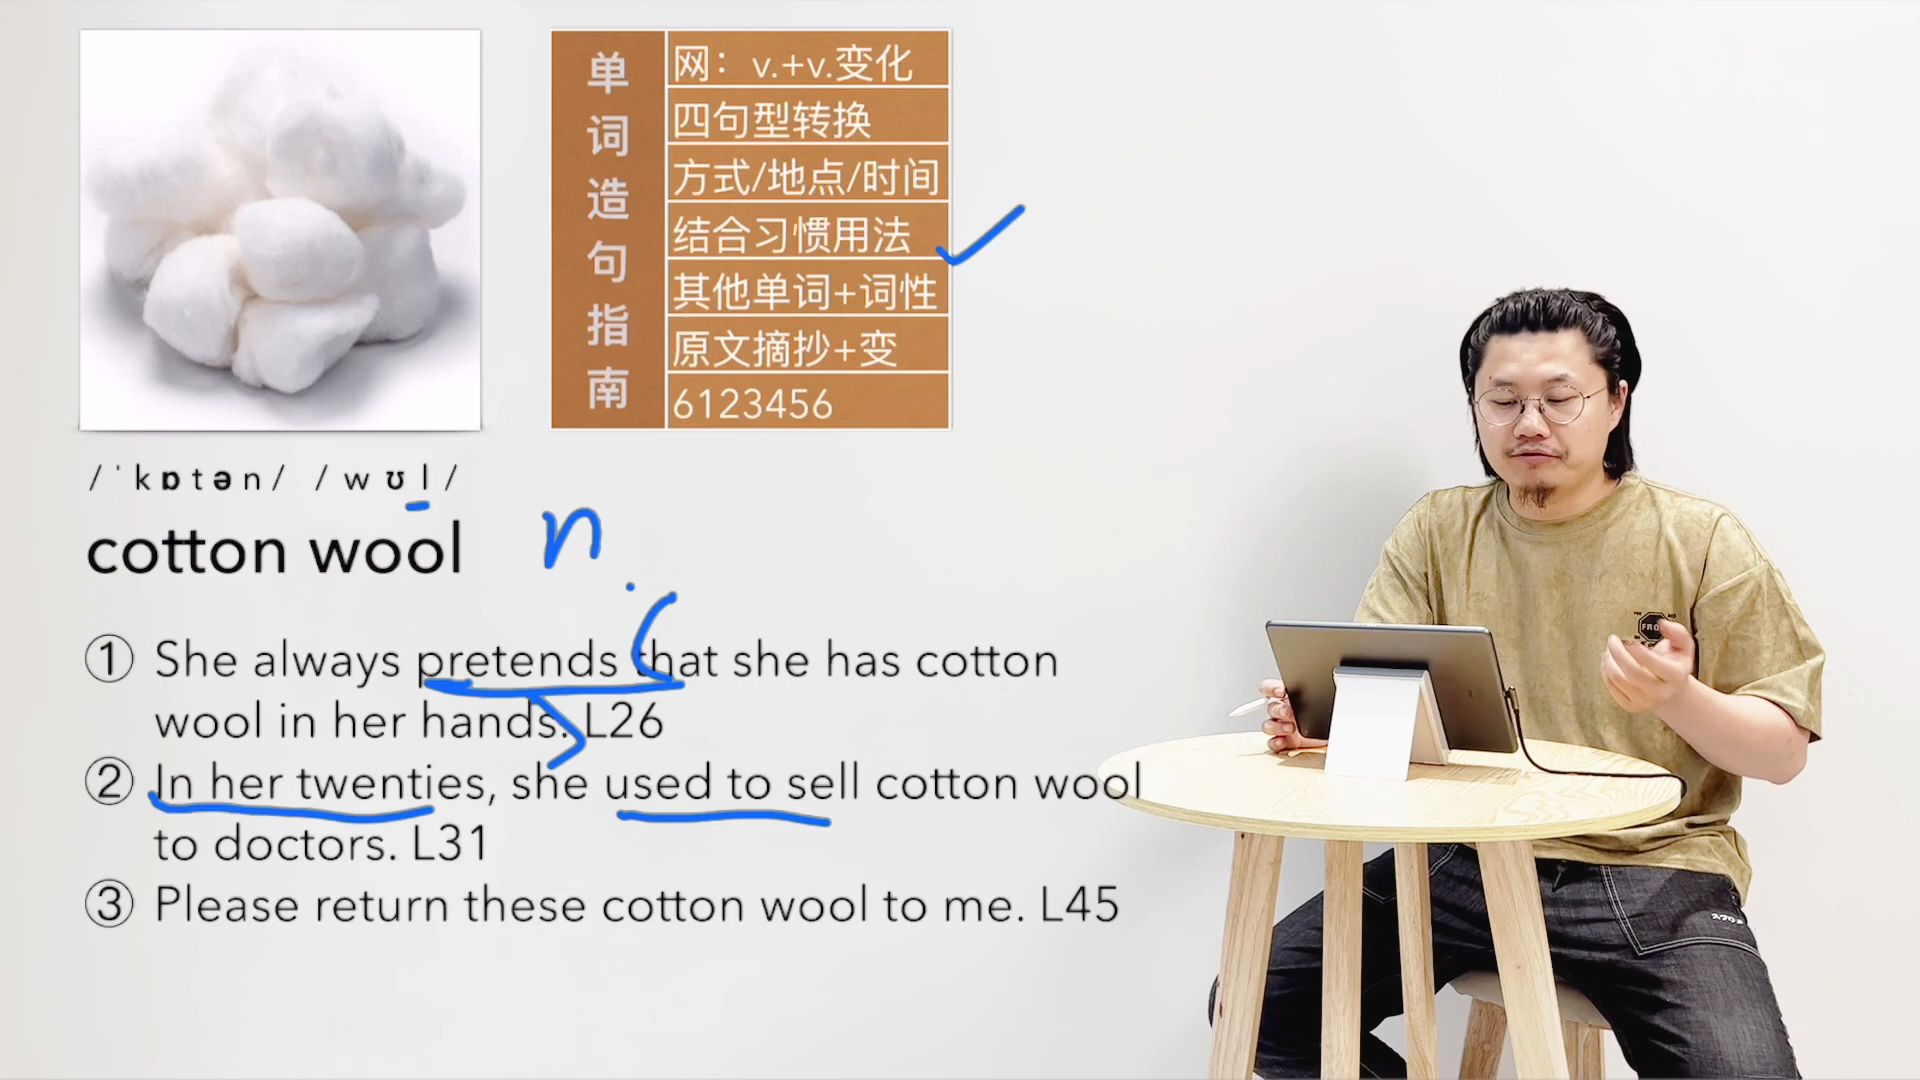 单词造句指南
网：v.+v.变化
四句型转换
方式/地点/时间
结合习惯用法
其他单词+词性
原文摘抄+变
6123456
/ˈkɒtən/ /wʊl/
cotton wool
n.
① She always pretends that she has cotton
wool in her hands. L26
② In her twenties, she used to sell cotton wool
to doctors. L31
③ Please return these cotton wool to me. L45